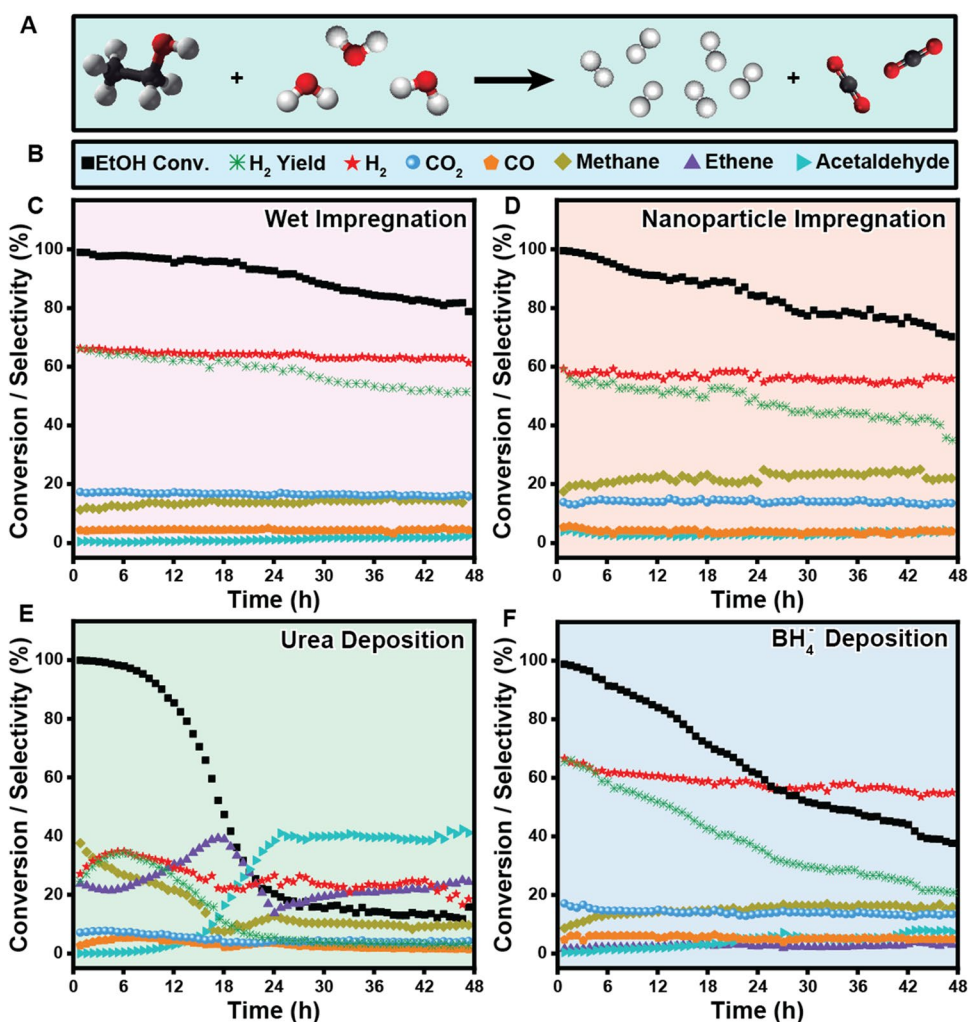 A
+
+
B
EtOH Conv. H₂ Yield H₂ CO₂ CO Methane Ethene Acetaldehyde
C
Wet Impregnation
Conversion / Selectivity (%)
100
80
60
40
20
0
0 6 12 18 24 30 36 42 48
Time (h)
D
Nanoparticle Impregnation
Conversion / Selectivity (%)
100
80
60
40
20
0
0 6 12 18 24 30 36 42 48
Time (h)
E
Urea Deposition
Conversion / Selectivity (%)
100
80
60
40
20
0
0 6 12 18 24 30 36 42 48
Time (h)
F
BH₄⁻ Deposition
Conversion / Selectivity (%)
100
80
60
40
20
0
0 6 12 18 24 30 36 42 48
Time (h)